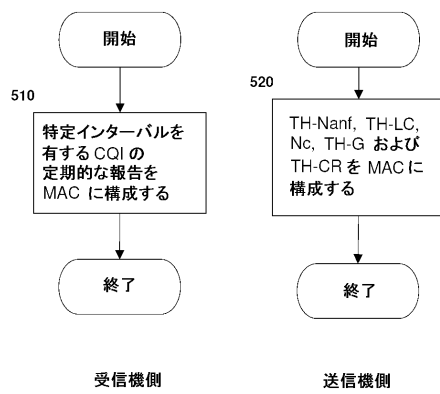 開始
510
特定インターバルを
有する CQI の
定期的な報告を
MAC に構成する
終了
受信機側
開始
520
TH-Nanf, TH-LC,
Nc, TH-G および
TH-CR を MAC に
構成する
終了
送信機側